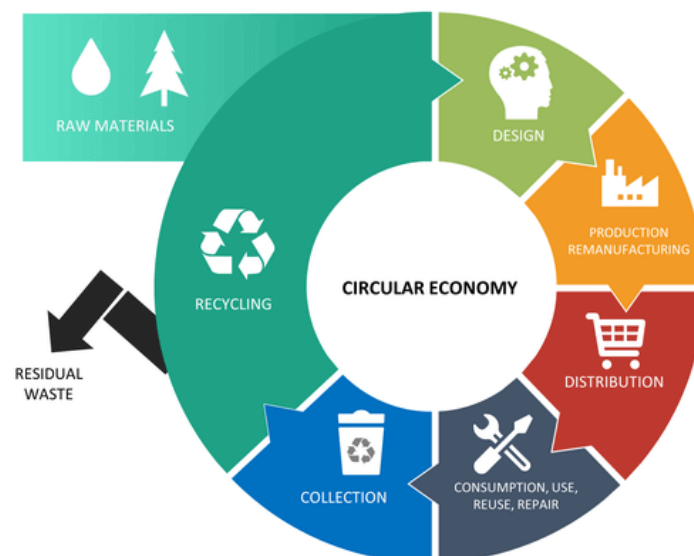 RAW MATERIALS
DESIGN
PRODUCTION
REMANUFACTURING
CIRCULAR ECONOMY
RECYCLING
DISTRIBUTION
RESIDUAL
WASTE
COLLECTION
CONSUMPTION, USE,
REUSE, REPAIR